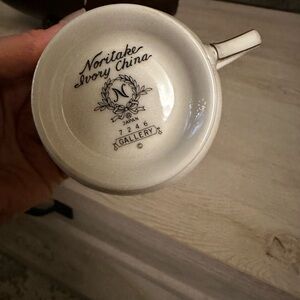 Noritake
Ivory China
N
®
JAPAN
7246
GALLERY
©